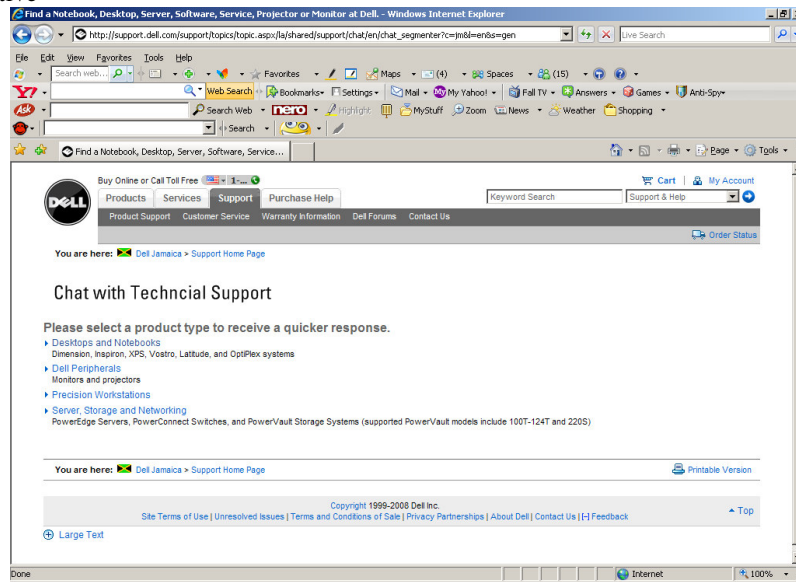 Find a Notebook, Desktop, Server, Software, Service, Projector or Monitor at Dell. - Windows Internet Explorer
http://support.dell.com/support/topics/topic.aspx/la/shared/support/chat/en/chat_segmenter?c=jm&l=en&s=gen Live Search
File Edit View Favorites Tools Help
Search web... Favorites Maps (4) Spaces (15)
Y7 Web Search Bookmarks Settings Mail My Yahoo! Fall TV Answers Games Anti-Spy
Ask Search Web nero Highlight MyStuff Zoom News Weather Shopping
Search
Find a Notebook, Desktop, Server, Software, Service... Page Tools
Buy Online or Call Toll Free 1-... Cart | My Account
DELL Products Services Support Purchase Help Keyword Search Support & Help
Product Support Customer Service Warranty Information Dell Forums Contact Us
Order Status
You are here: Dell Jamaica > Support Home Page
Chat with Techncial Support
Please select a product type to receive a quicker response.
Desktops and Notebooks
Dimension, Inspiron, XPS, Vostro, Latitude, and OptiPlex systems
Dell Peripherals
Monitors and projectors
Precision Workstations
Server, Storage and Networking
PowerEdge Servers, PowerConnect Switches, and PowerVault Storage Systems (supported PowerVault models include 100T-124T and 220S)
You are here: Dell Jamaica > Support Home Page Printable Version
Copyright 1999-2008 Dell Inc.
Site Terms of Use | Unresolved Issues | Terms and Conditions of Sale | Privacy Partnerships | About Dell | Contact Us | [-] Feedback Top
Large Text
Done Internet 100%